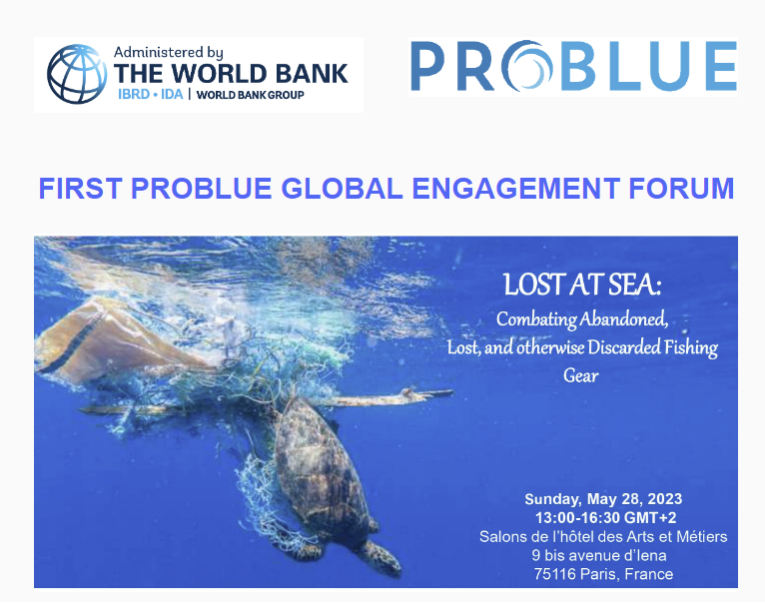 Administered by
THE WORLD BANK
IBRD • IDA | WORLD BANK GROUP
PROBLUE
FIRST PROBLUE GLOBAL ENGAGEMENT FORUM
LOST AT SEA:
Combating Abandoned,
Lost, and otherwise Discarded Fishing
Gear
Sunday, May 28, 2023
13:00-16:30 GMT+2
Salons de l'hôtel des Arts et Métiers
9 bis avenue d'Iena
75116 Paris, France